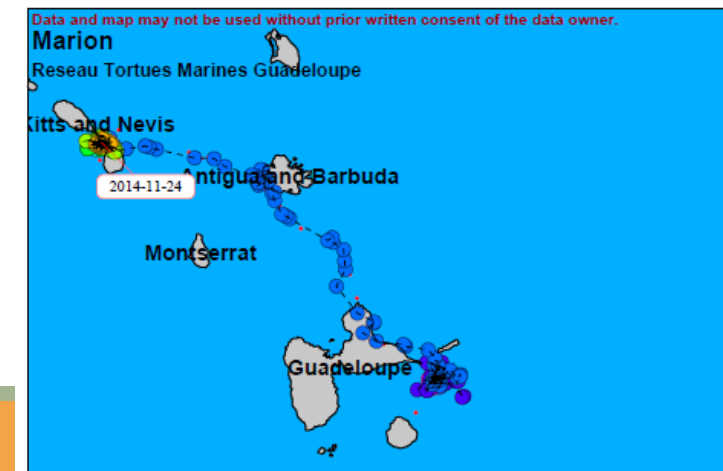 Data and map may not be used without prior written consent of the data owner.
Marion
Reseau Tortues Marines Guadeloupe
Kitts and Nevis
2014-11-24
Antigua and Barbuda
Montserrat
Guadeloupe